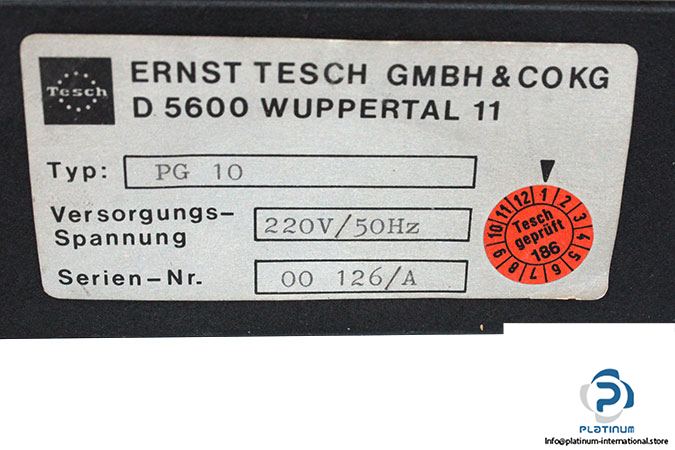 Tesch
ERNST TESCH GMBH & CO KG
D 5600 WUPPERTAL 11
Typ: PG 10
Versorgungs-
Spannung 220V/50Hz
Serien-Nr. 00 126/A
1 2 3 4 5 6 7 8 9 10 11 12
Tesch
geprüft
186
PLATINUM
Info@platinum-international.store